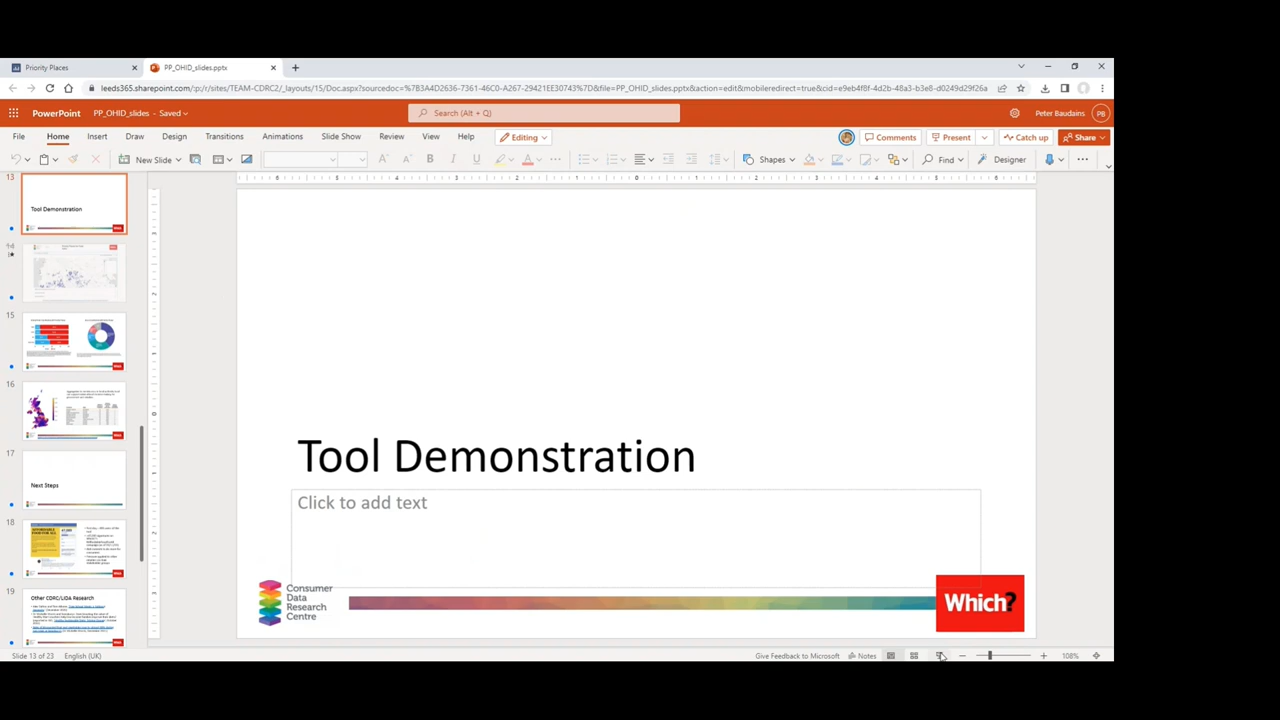 Priority Places
PP_OHID_slides.pptx
leeds365.sharepoint.com/:p:/r/sites/TEAM-CDRC2/_layouts/15/Doc.aspx?sourcedoc=%7B3A4D2636-7361-46C0-A267-29421EE30743%7D&file=PP_OHID_slides.pptx&action=edit&mobileredirect=true&cid=e9eb4f8f-4d2b-48a3-b3e8-d0249d29f26a
PowerPoint PP_OHID_slides - Saved Search (Alt + Q) Peter Baudains PB
File Home Insert Draw Design Transitions Animations Slide Show Review View Help Editing Comments Present Catch up Share
New Slide B I U A Shapes Find Designer
13
Tool Demonstration
14
15
16
17
Next Steps
18
19
Other CDRC/LIDA Research
Tool Demonstration
Click to add text
Consumer
Data
Research
Centre
Which?
Slide 13 of 23 English (UK) Give Feedback to Microsoft Notes 108%